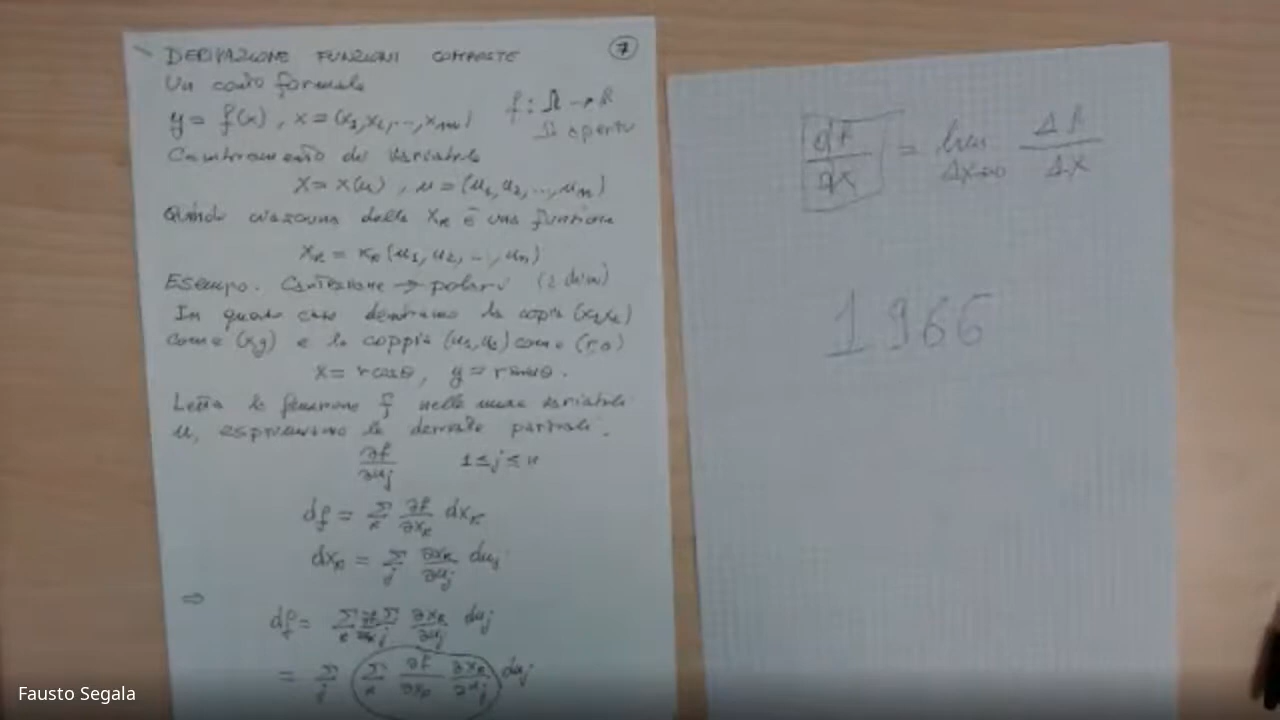 DERIVAZIONE FUNZIONI COMPOSTE 7
Un conto formale
y = f(x), x = (x₁, x₂, ..., xₘ) f: Ω → R
Ω aperto
Cambiamento di variabile
x = x(u), u = (u₁, u₂, ..., uₙ)
Quindi ciascuna delle xₖ è una funzione
xₖ = xₖ(u₁, u₂, ..., uₙ)
Esempio. Cartesiane → polari (2 dim)
In questo caso denotiamo la coppia (x₁,x₂)
come (x,y) e la coppia (u₁,u₂) come (r,θ)
x = r cosθ, y = r sinθ.
Letta la funzione f nelle nuove variabili
u, esprimiamo le derivate parziali.
∂f/∂uⱼ 1 ≤ j ≤ n
df = Σₖ ∂f/∂xₖ dxₖ
dxₖ = Σⱼ ∂xₖ/∂uⱼ duⱼ
⇒
df = Σₖ ∂f/∂xₖ Σⱼ ∂xₖ/∂uⱼ duⱼ
= Σⱼ (Σₖ ∂f/∂xₖ ∂xₖ/∂uⱼ) duⱼ
df/dx = lim Δx→0 Δf/Δx
1966
Fausto Segala